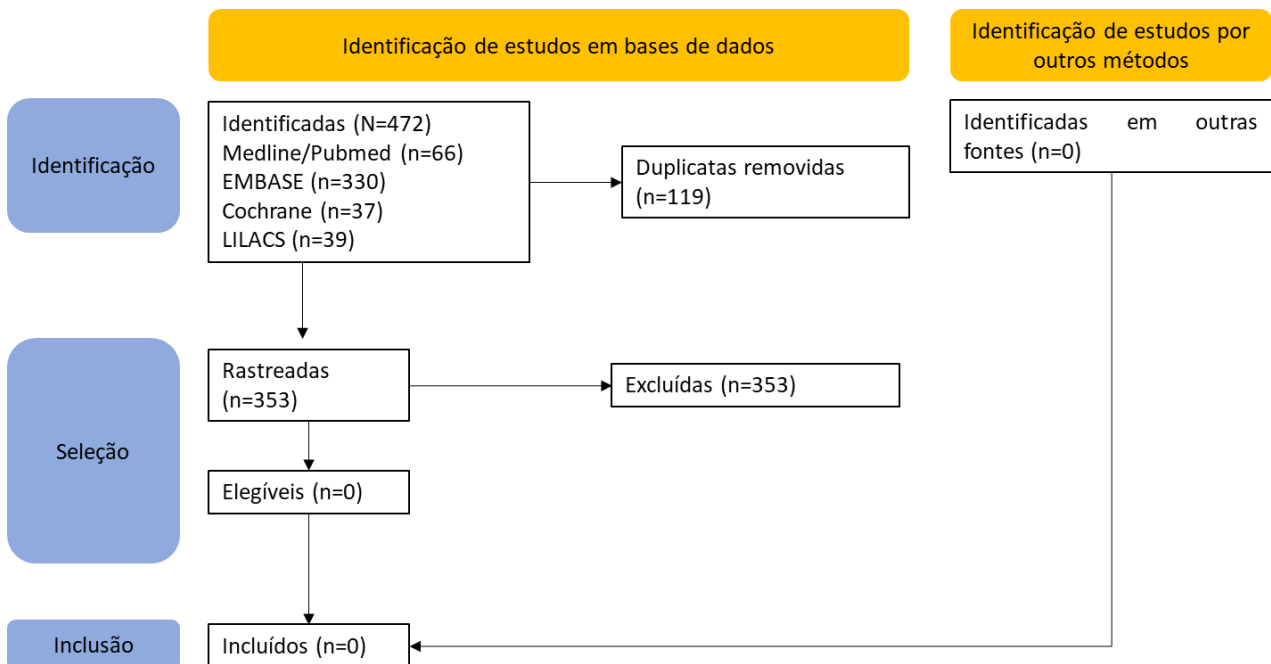 Identificação de estudos em bases de dados
Identificação de estudos por
outros métodos
Identificação
Identificadas (N=472)
Medline/Pubmed (n=66)
EMBASE (n=330)
Cochrane (n=37)
LILACS (n=39)
Duplicatas removidas
(n=119)
Identificadas em outras
fontes (n=0)
Seleção
Rastreadas
(n=353)
Excluídas (n=353)
Elegíveis (n=0)
Inclusão
Incluídos (n=0)